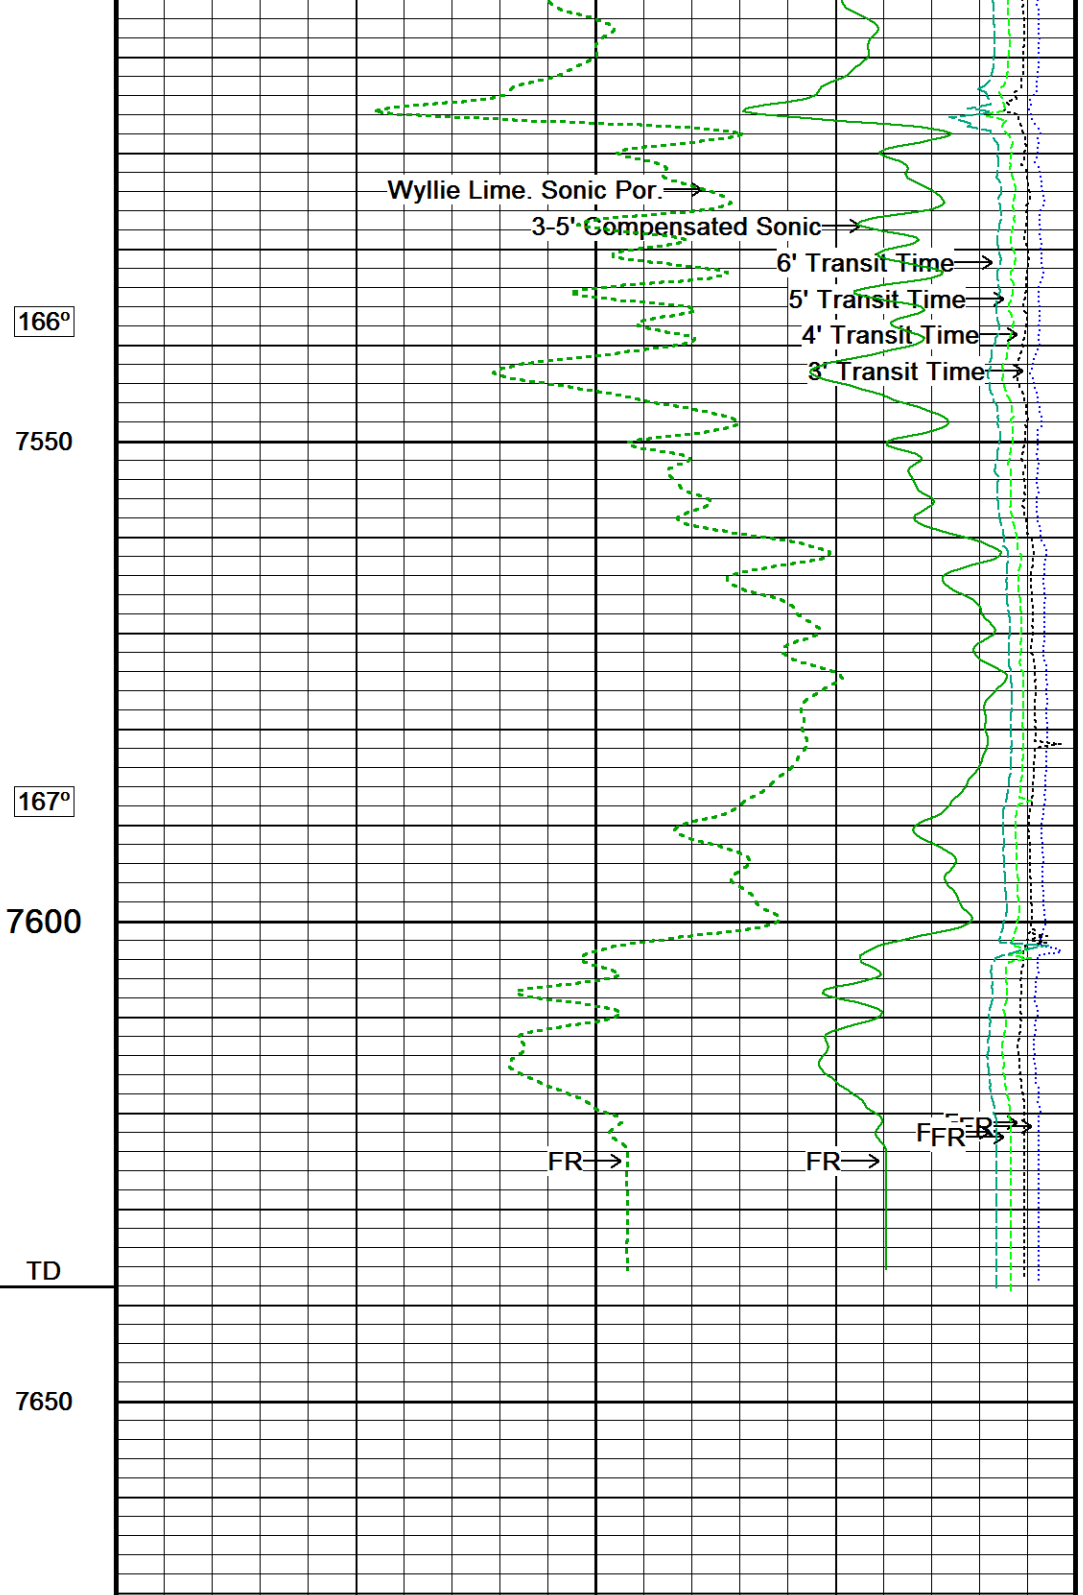 Wyllie Lime. Sonic Por.
3-5' Compensated Sonic
6' Transit Time
5' Transit Time
166º
4' Transit Time
3' Transit Time
7550
167º
7600
FR
FR
FR
FR
TD
7650